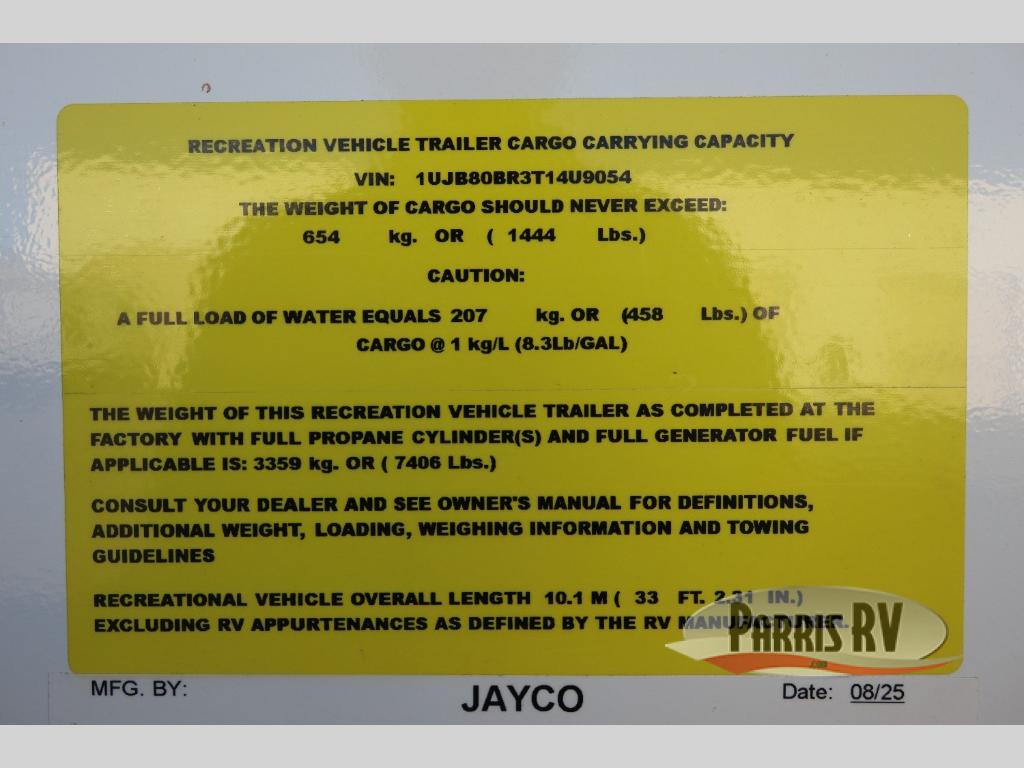 RECREATION VEHICLE TRAILER CARGO CARRYING CAPACITY
VIN: 1UJB80BR3T14U9054
THE WEIGHT OF CARGO SHOULD NEVER EXCEED:
654 kg. OR ( 1444 Lbs.)
CAUTION:
A FULL LOAD OF WATER EQUALS 207 kg. OR (458 Lbs.) OF
CARGO @ 1 kg/L (8.3Lb/GAL)
THE WEIGHT OF THIS RECREATION VEHICLE TRAILER AS COMPLETED AT THE
FACTORY WITH FULL PROPANE CYLINDER(S) AND FULL GENERATOR FUEL IF
APPLICABLE IS: 3359 kg. OR ( 7406 Lbs.)
CONSULT YOUR DEALER AND SEE OWNER'S MANUAL FOR DEFINITIONS,
ADDITIONAL WEIGHT, LOADING, WEIGHING INFORMATION AND TOWING
GUIDELINES
RECREATIONAL VEHICLE OVERALL LENGTH 10.1 M ( 33 FT. 2.31 IN.)
EXCLUDING RV APPURTENANCES AS DEFINED BY THE RV MANUFACTURER.
PARRIS RV
.com
MFG. BY: JAYCO Date: 08/25